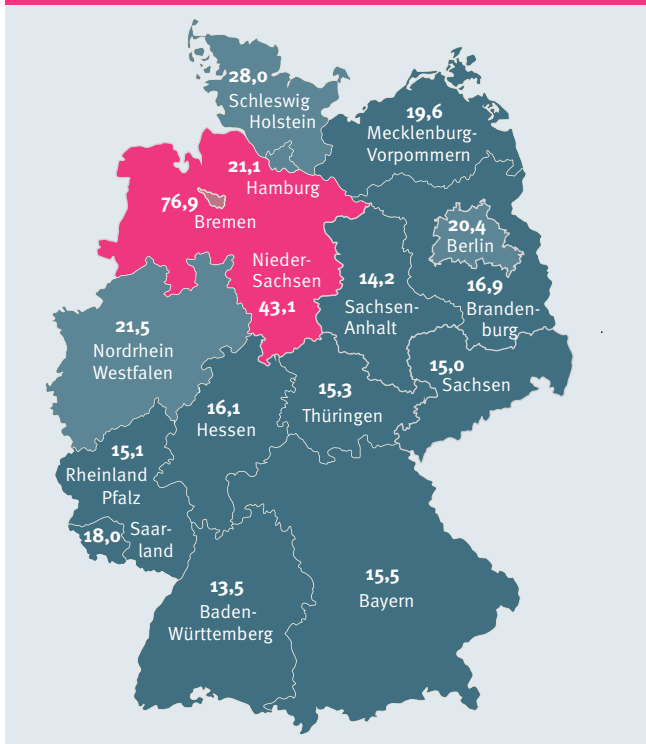 28,0
Schleswig
Holstein
19,6
Mecklenburg-
Vorpommern
21,1
Hamburg
76,9
Bremen
20,4
Berlin
Nieder-
Sachsen
43,1
14,2
Sachsen-
Anhalt
16,9
Branden-
burg
21,5
Nordrhein
Westfalen
15,0
Sachsen
15,3
Thüringen
16,1
Hessen
15,1
Rheinland
Pfalz
18,0
Saar-
land
13,5
Baden-
Württemberg
15,5
Bayern